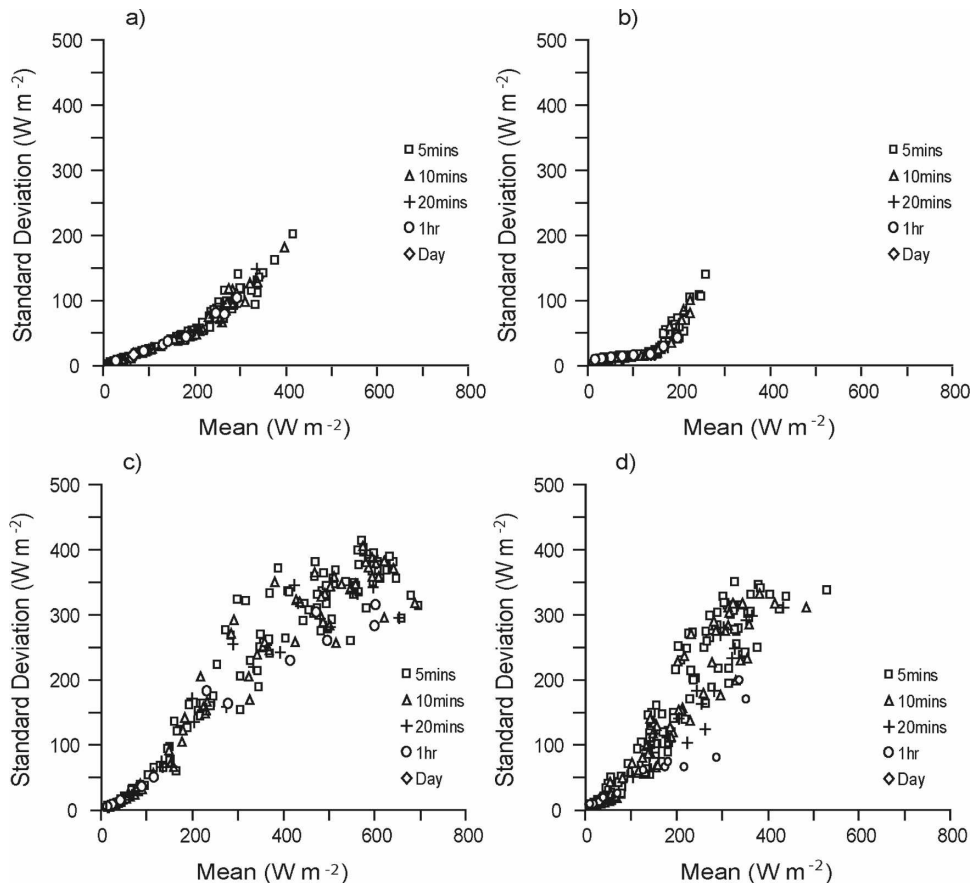 a)
500
400
300
200
100
0
Standard Deviation (W m-2)
5mins
10mins
20mins
1hr
Day
0 200 400 600 800
Mean (W m-2)
b)
500
400
300
200
100
0
Standard Deviation (W m-2)
5mins
10mins
20mins
1hr
Day
0 200 400 600 800
Mean (W m-2)
c)
500
400
300
200
100
0
Standard Deviation (W m-2)
5mins
10mins
20mins
1hr
Day
0 200 400 600 800
Mean (W m-2)
d)
500
400
300
200
100
0
Standard Deviation (W m-2)
5mins
10mins
20mins
1hr
Day
0 200 400 600 800
Mean (W m-2)